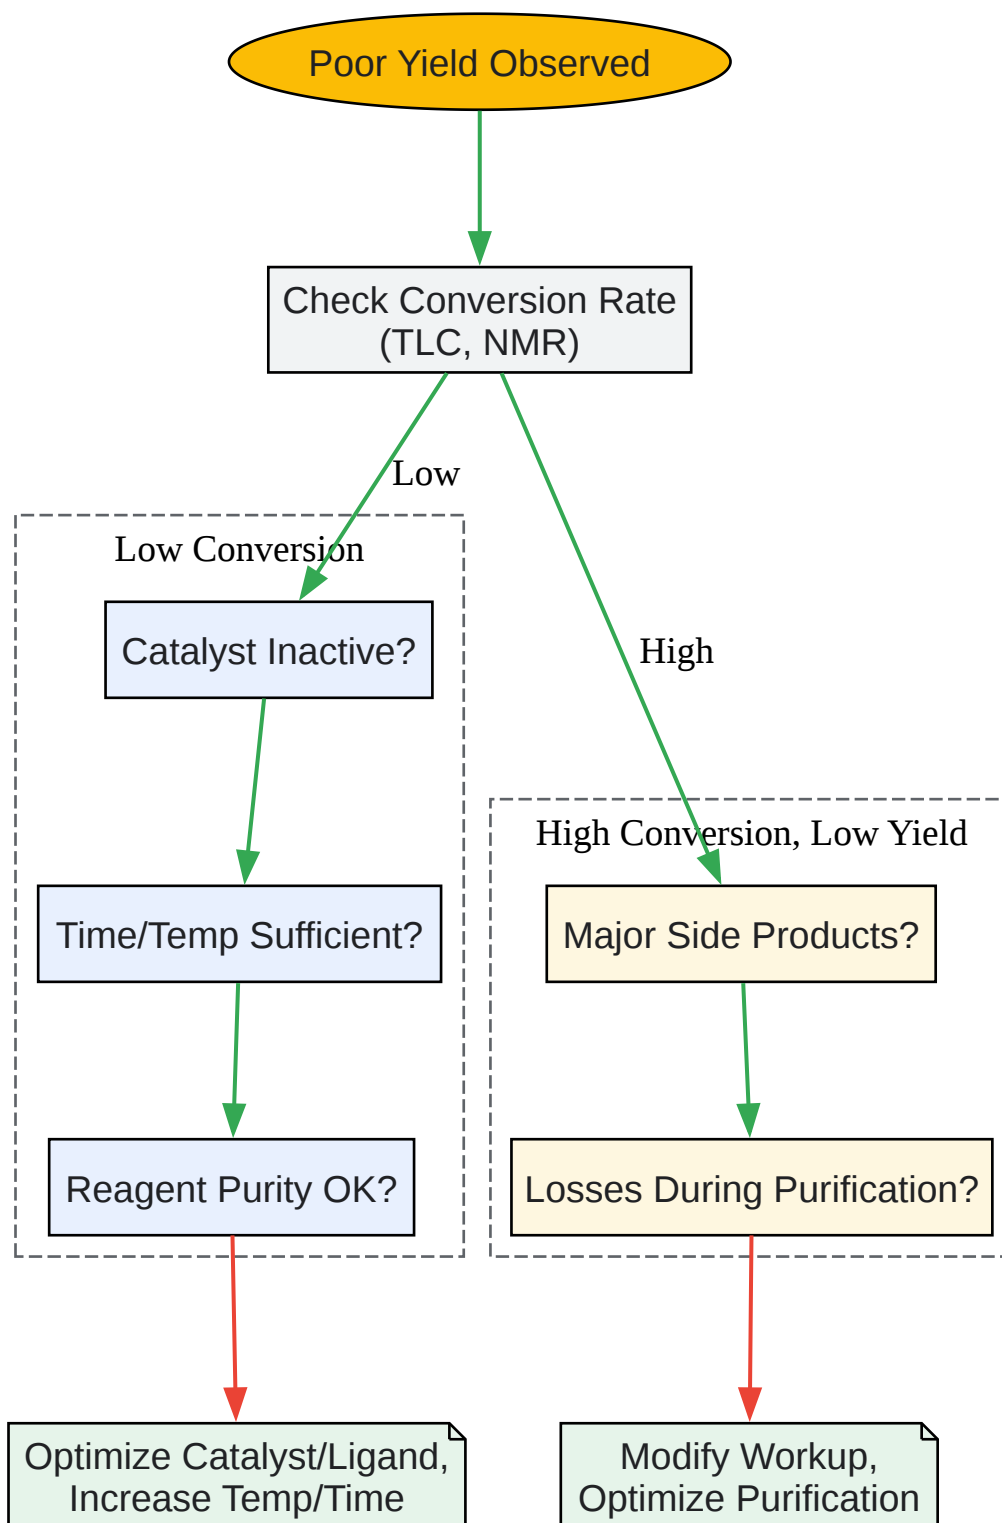 Poor Yield Observed
Check Conversion Rate
(TLC, NMR)
Low
Low Conversion
Catalyst Inactive?
High
High Conversion, Low Yield
Time/Temp Sufficient?
Major Side Products?
Reagent Purity OK?
Losses During Purification?
Optimize Catalyst/Ligand,
Increase Temp/Time
Modify Workup,
Optimize Purification